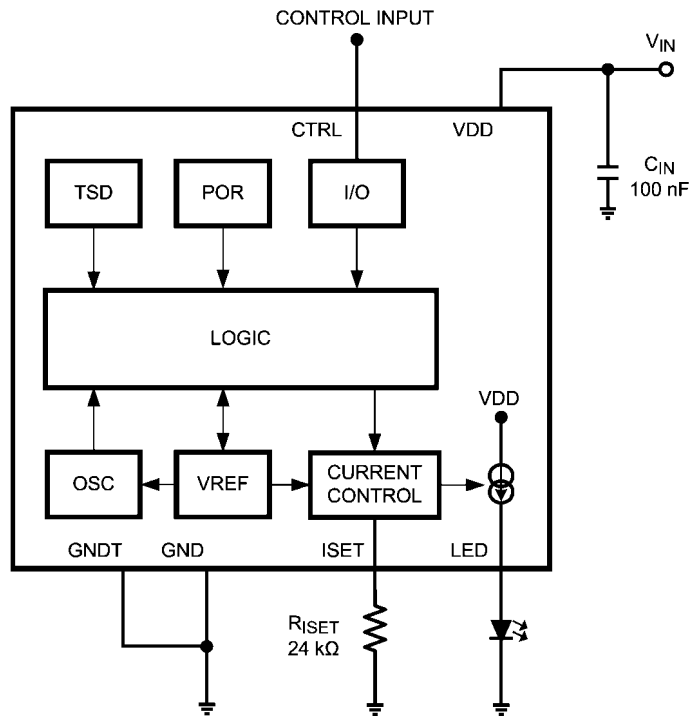 CONTROL INPUT
VIN
CTRL
VDD
CIN
100 nF
TSD
POR
I/O
LOGIC
VDD
OSC
VREF
CURRENT
CONTROL
GNDT
GND
ISET
LED
RISET
24 kΩ